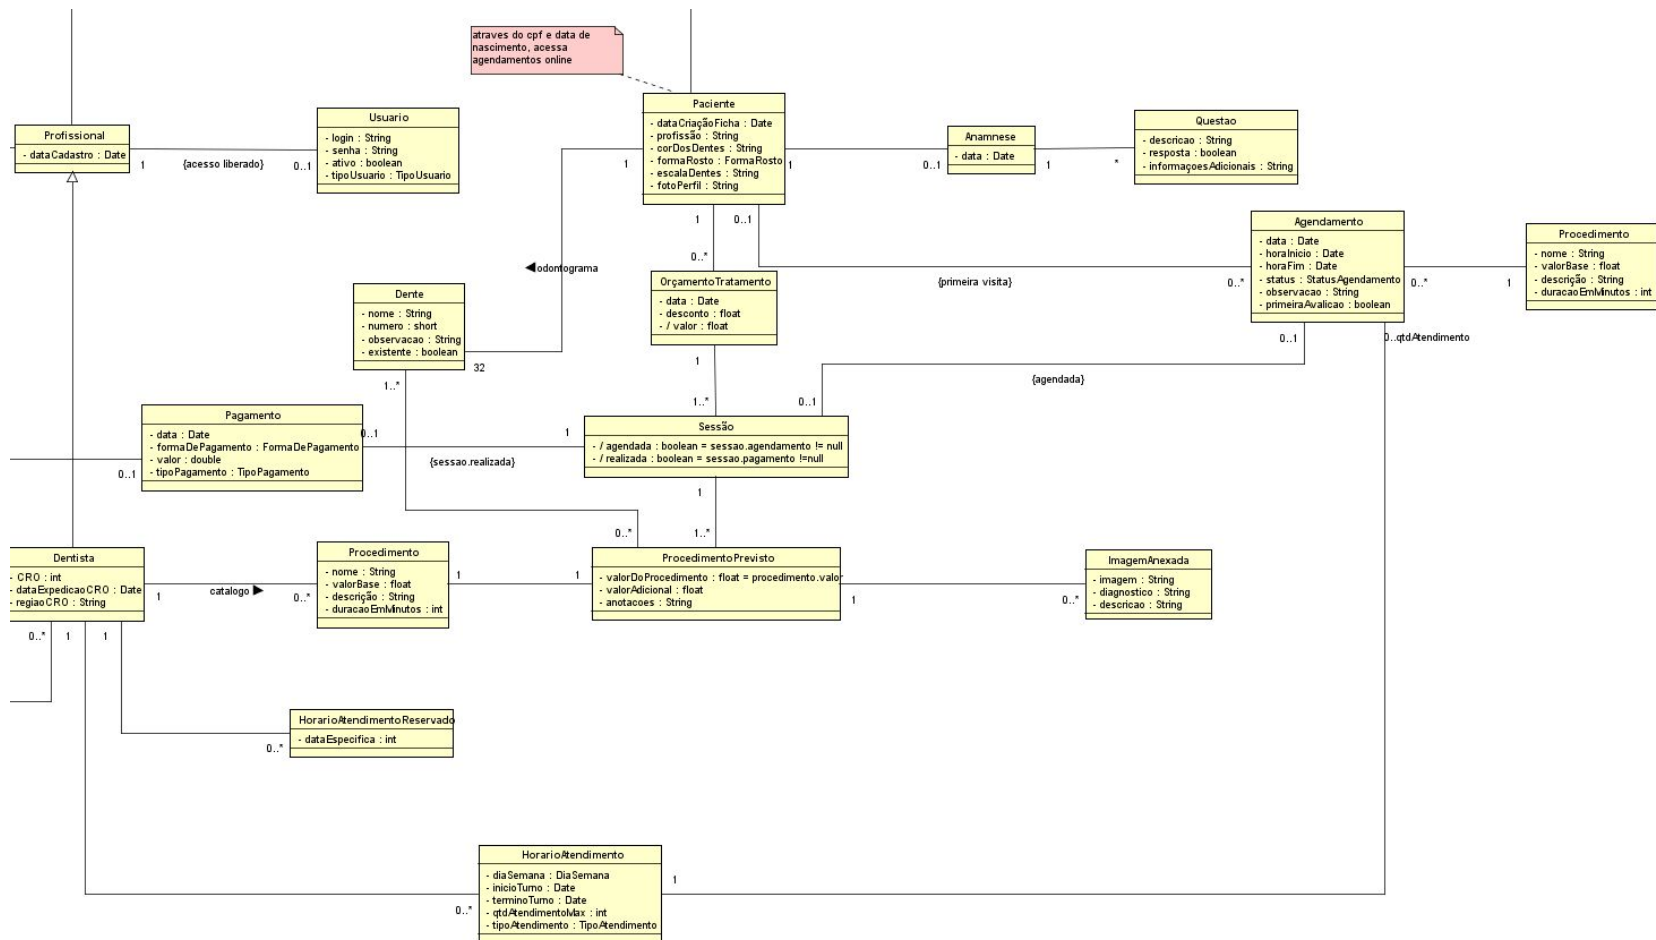 atraves do cpf e data de
nascimento, acessa
agendamentos online
Profissional
- dataCadastro : Date
1
{acesso liberado}
0..1
Usuario
- login : String
- senha : String
- ativo : boolean
- tipoUsuario : TipoUsuario
Paciente
- dataCriaçãoFicha : Date
- profissão : String
- corDosDentes : String
- formaRosto : FormaRosto
- escalaDentes : String
- fotoPerfil : String
1
1
0..1
Anamnese
- data : Date
1
*
Questao
- descricao : String
- resposta : boolean
- informaçoesAdicionais : String
1
0..1
0..*
◀odontograma
{primeira visita}
0..*
Agendamento
- data : Date
- horaInicio : Date
- horaFim : Date
- status : StatusAgendamento
- observacao : String
- primeiraAvalicao : boolean
0..*
1
Procedimento
- nome : String
- valorBase : float
- descrição : String
- duracaoEmMinutos : int
OrçamentoTratamento
- data : Date
- desconto : float
- / valor : float
Dente
- nome : String
- numero : short
- observacao : String
- existente : boolean
32
1..*
1
1..*
0..1
{agendada}
0..1
0..qtdAtendimento
Pagamento
- data : Date
- formaDePagamento : FormaDePagamento
- valor : double
- tipoPagamento : TipoPagamento
0..1
0..1
{sessao.realizada}
1
Sessão
- / agendada : boolean = sessao.agendamento != null
- / realizada : boolean = sessao.pagamento !=null
1
0..*
1..*
Dentista
- CRO : int
- dataExpedicaoCRO : Date
- regiaoCRO : String
1
catalogo ▶
0..*
Procedimento
- nome : String
- valorBase : float
- descrição : String
- duracaoEmMinutos : int
1
1
ProcedimentoPrevisto
- valorDoProcedimento : float = procedimento.valor
- valorAdicional : float
- anotacoes : String
1
0..*
ImagemAnexada
- imagem : String
- diagnostico : String
- descricao : String
0..*
1
1
HorarioAtendimentoReservado
- dataEspecifica : int
0..*
HorarioAtendimento
- diaSemana : DiaSemana
- inicioTurno : Date
- terminoTurno : Date
- qtdAtendimentoMax : int
- tipoAtendimento : TipoAtendimento
0..*
1